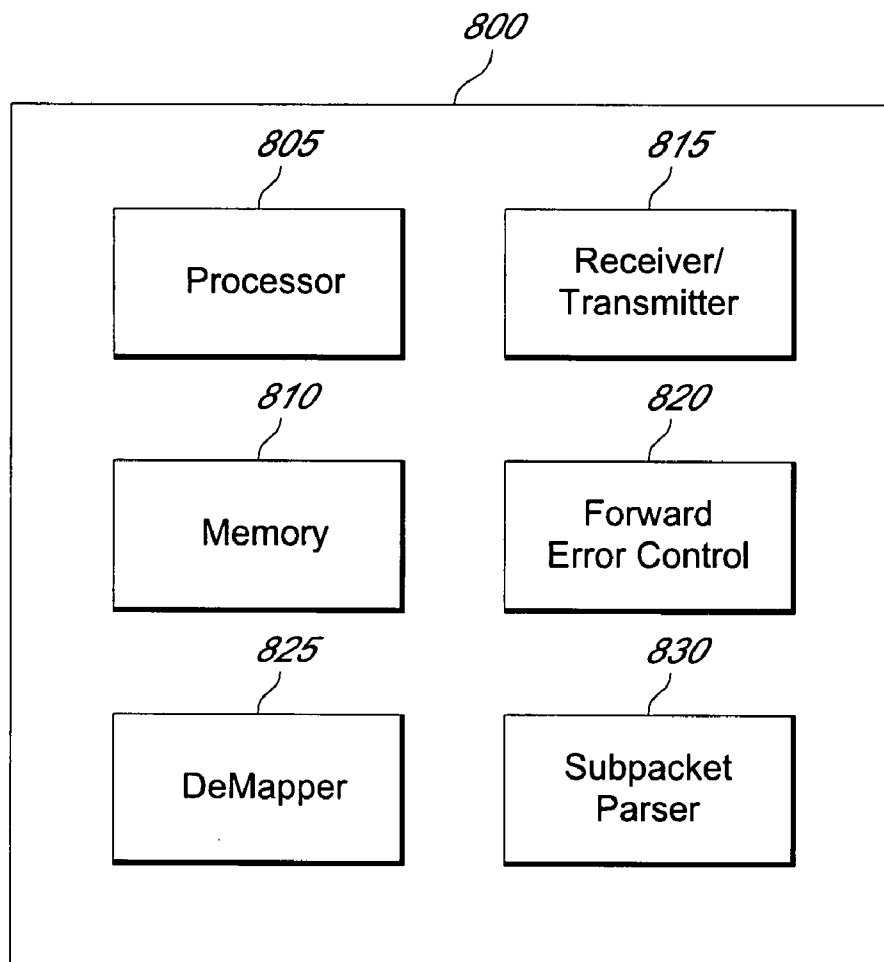 800
805
815
Processor
Receiver/
Transmitter
810
820
Memory
Forward
Error Control
825
830
DeMapper
Subpacket
Parser